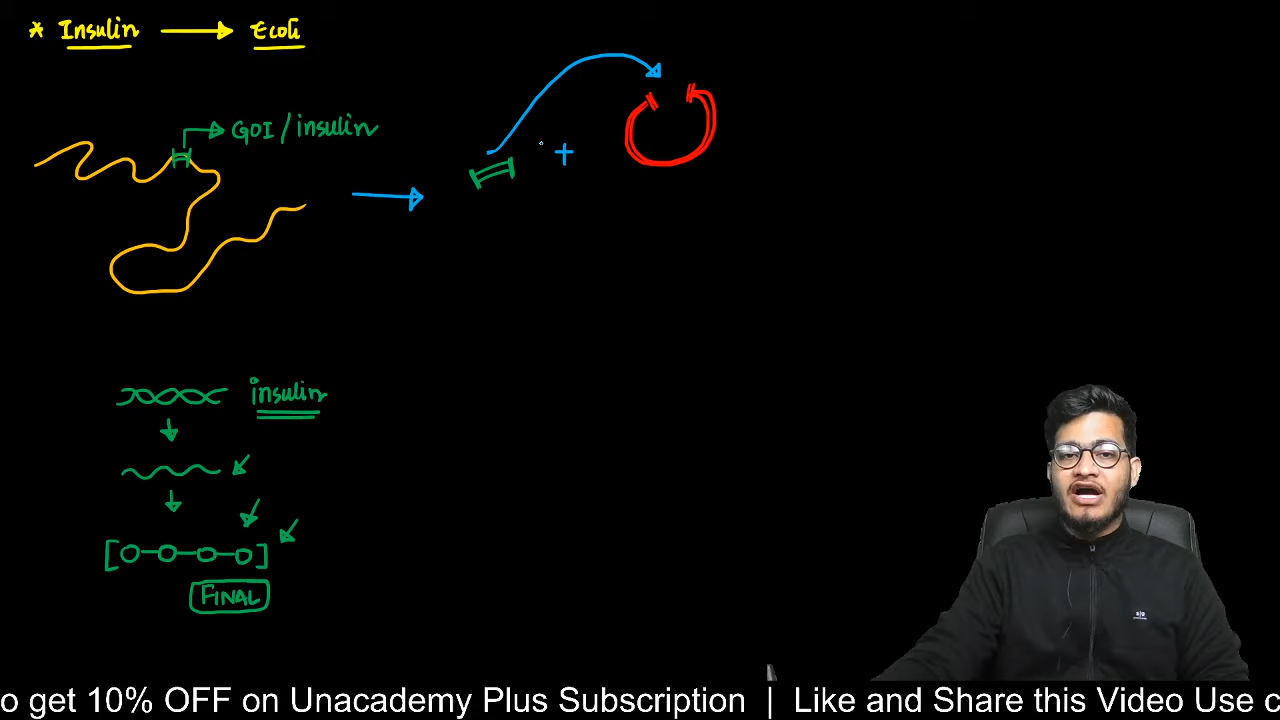 * Insulin → Ecoli
GOI/insulin
+
insulin
[O-O-O-O]
FINAL
o get 10% OFF on Unacademy Plus Subscription | Like and Share this Video Use c